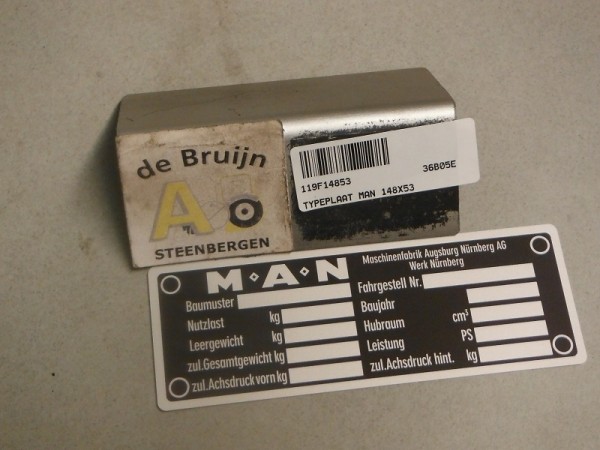 de Bruijn
A
STEENBERGEN
119F14853 36B05E
TYPEPLAAT MAN 148X53
M·A·N
Maschinenfabrik Augsburg Nürnberg AG
Werk Nürnberg
Baumuster
Fahrgestell Nr.
Nutzlast kg
Baujahr
Leergewicht kg
Hubraum cm³
zul.Gesamtgewicht kg
Leistung PS
zul.Achsdruck vorn kg
zul.Achsdruck hint. kg